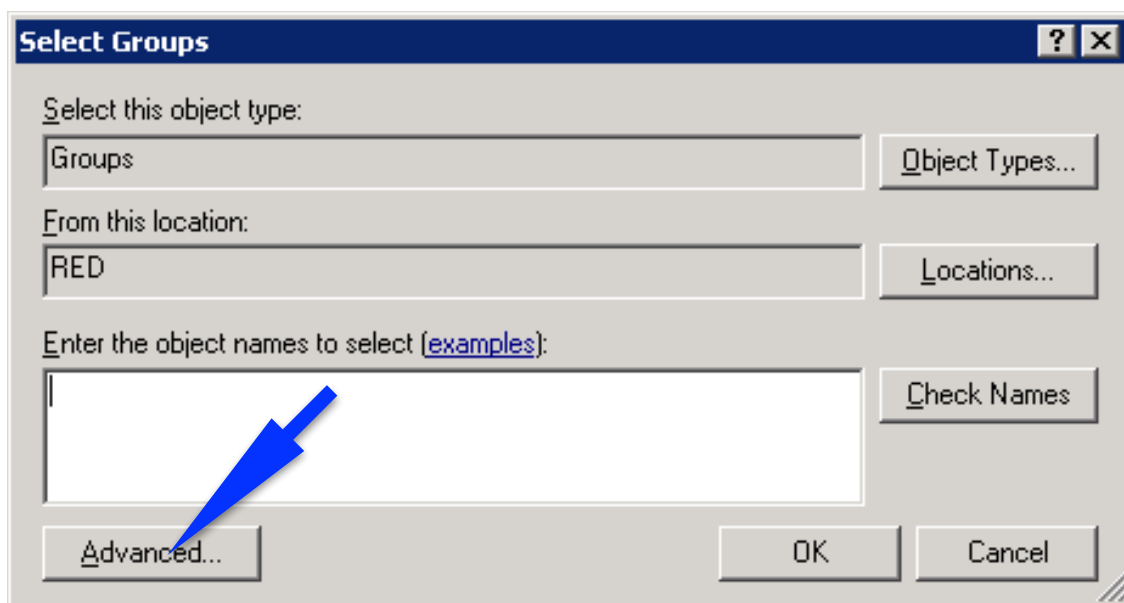 Select Groups
Select this object type:
Groups
Object Types...
From this location:
RED
Locations...
Enter the object names to select (examples):
Check Names
Advanced...
OK
Cancel